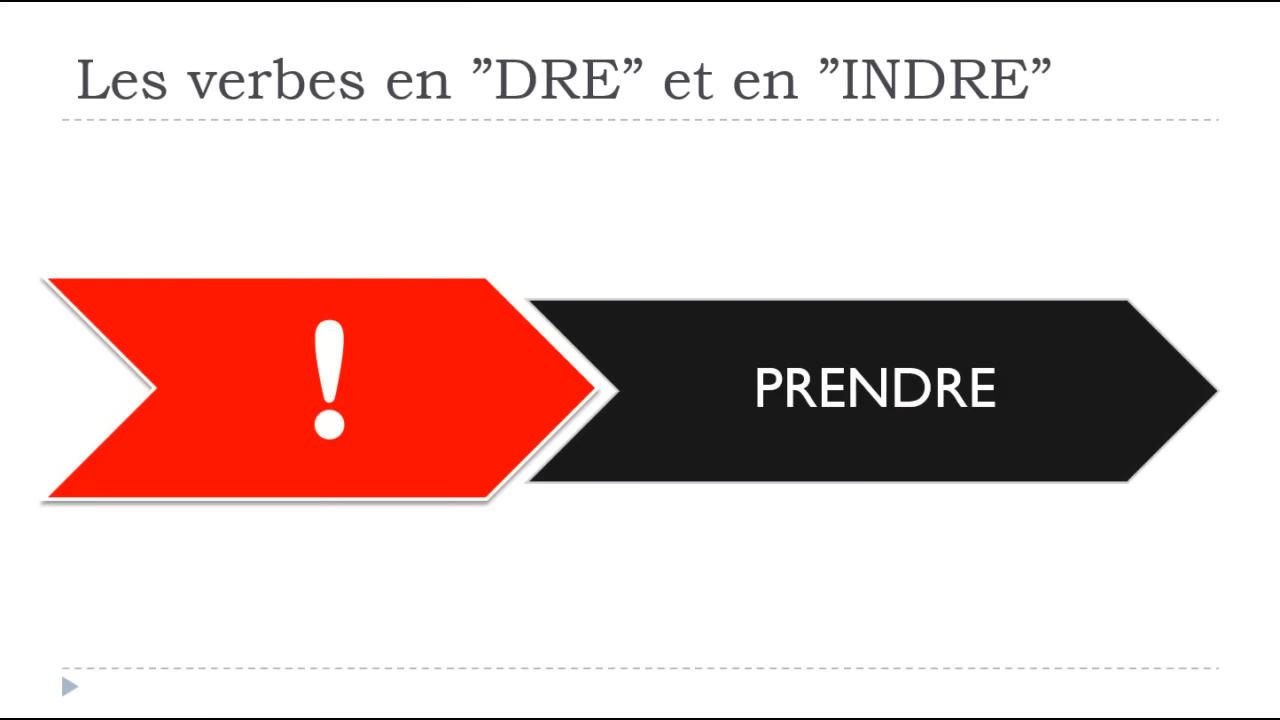 Les verbes en ”DRE” et en ”INDRE”
!
PRENDRE